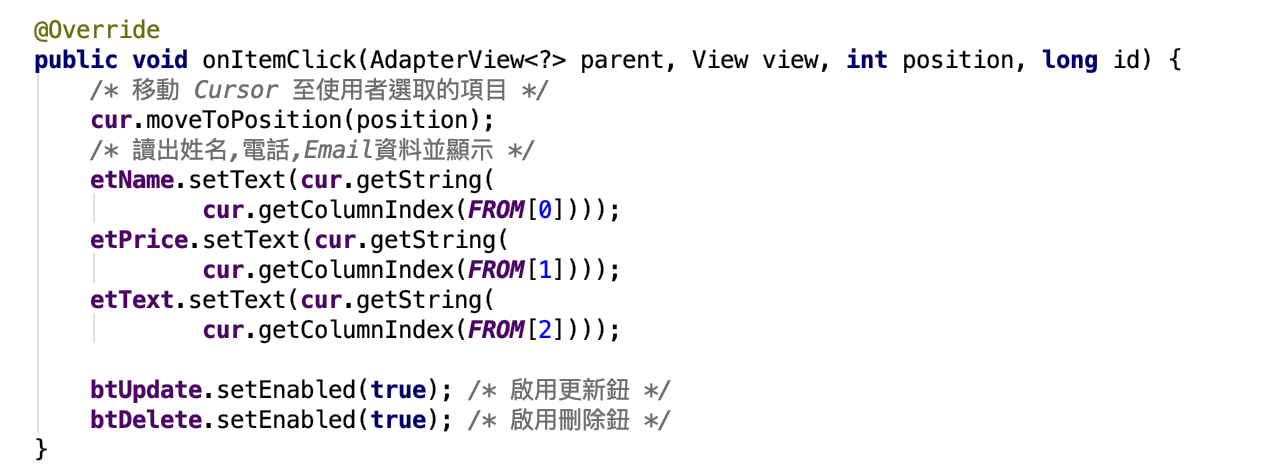 @Override
public void onItemClick(AdapterView<?> parent, View view, int position, long id) {
/* 移動 Cursor 至使用者選取的項目 */
cur.moveToPosition(position);
/* 讀出姓名,電話,Email資料並顯示 */
etName.setText(cur.getString(
cur.getColumnIndex(FROM[0])));
etPrice.setText(cur.getString(
cur.getColumnIndex(FROM[1])));
etText.setText(cur.getString(
cur.getColumnIndex(FROM[2])));
btUpdate.setEnabled(true); /* 啟用更新鈕 */
btDelete.setEnabled(true); /* 啟用刪除鈕 */
}